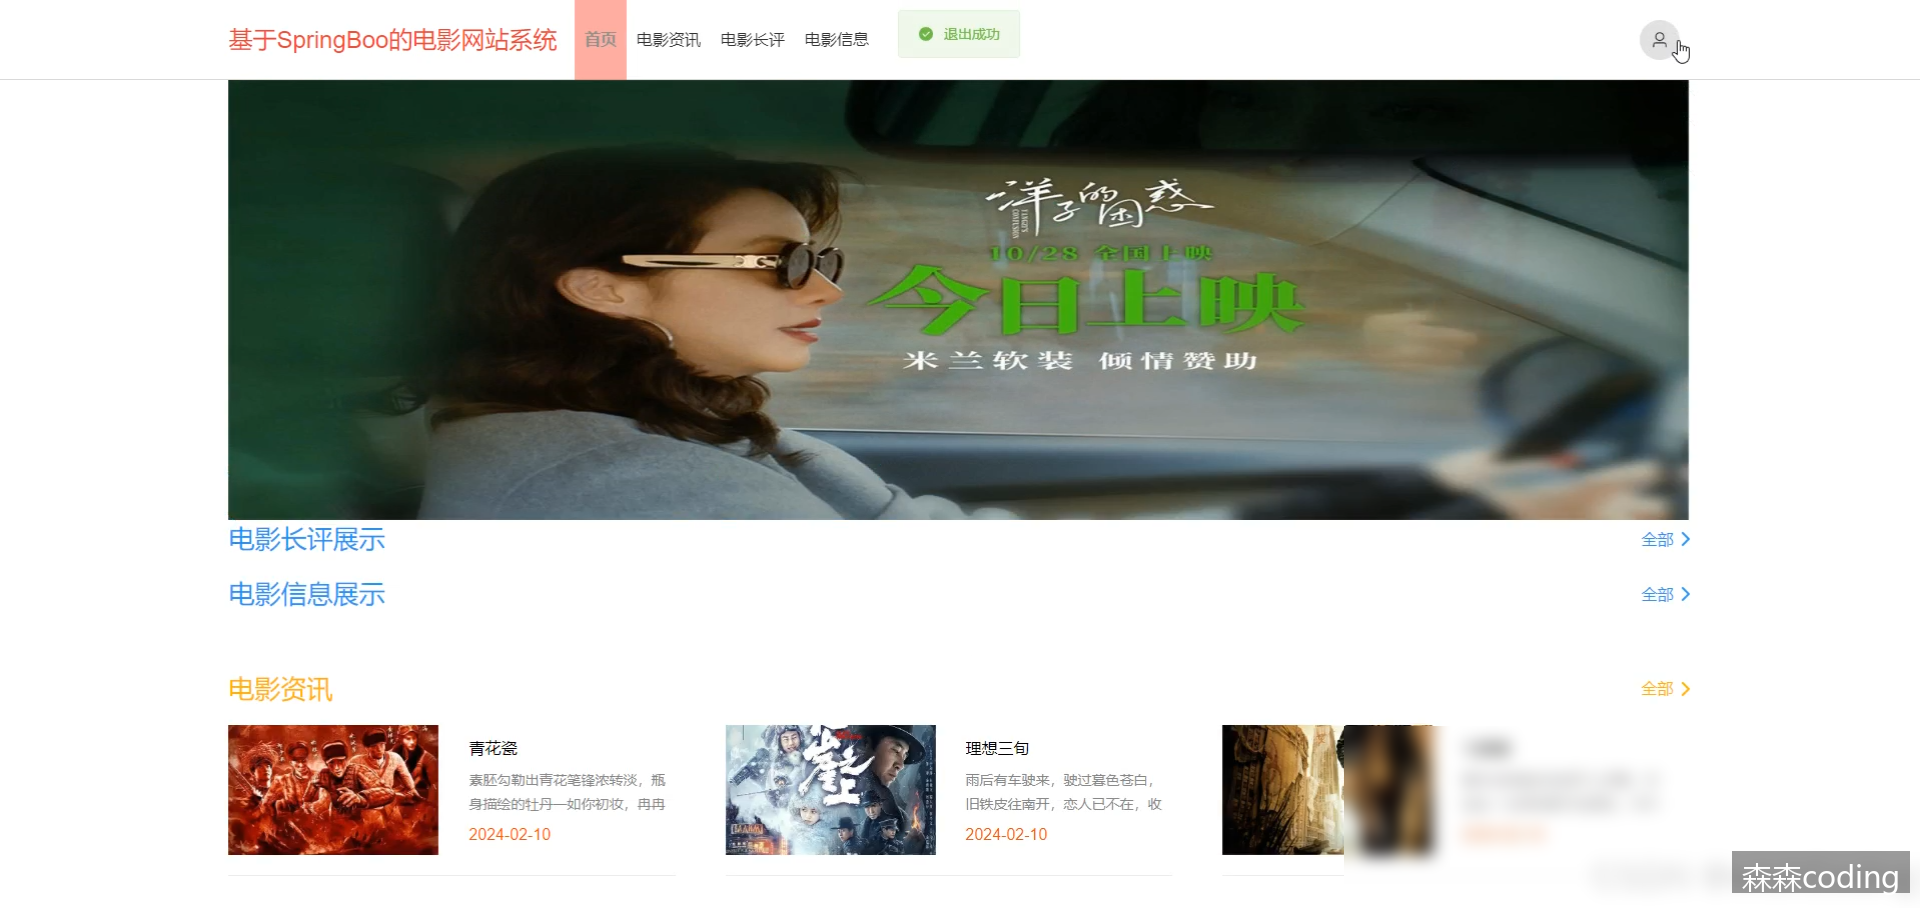 基于SpringBoo的电影网站系统
首页 电影资讯 电影长评 电影信息
退出成功
洋子的困惑
10/28 全国上映
今日上映
米兰软装 倾情赞助
电影长评展示 全部
电影信息展示 全部
电影资讯 全部
青花瓷
素胚勾勒出青花笔锋浓转淡，瓶
身描绘的牡丹一如你初妆，冉冉
2024-02-10
理想三旬
雨后有车驶来，驶过暮色苍白，
旧铁皮往南开，恋人已不在，收
2024-02-10
森森coding